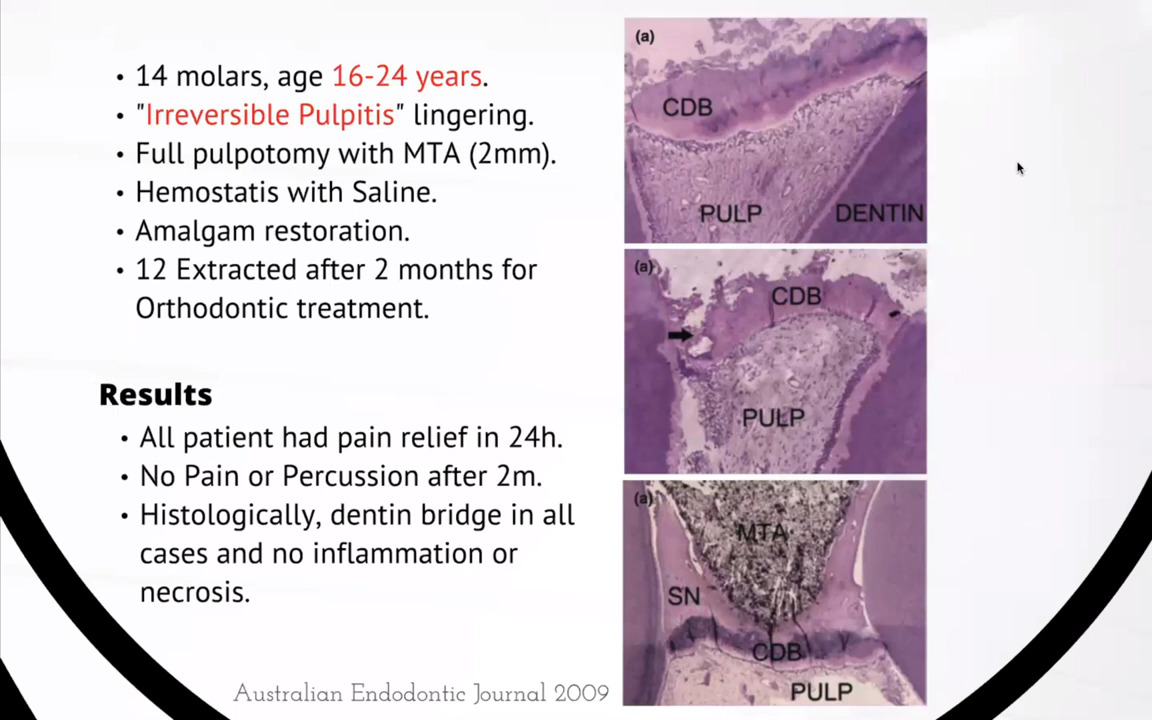 • 14 molars, age 16-24 years.
• "Irreversible Pulpitis" lingering.
• Full pulpotomy with MTA (2mm).
• Hemostatis with Saline.
• Amalgam restoration.
• 12 Extracted after 2 months for
Orthodontic treatment.
Results
• All patient had pain relief in 24h.
• No Pain or Percussion after 2m.
• Histologically, dentin bridge in all
cases and no inflammation or
necrosis.
Australian Endodontic Journal 2009
(a)
CDB
PULP DENTIN
(a)
CDB
PULP
(a)
MTA
SN
CDB
PULP